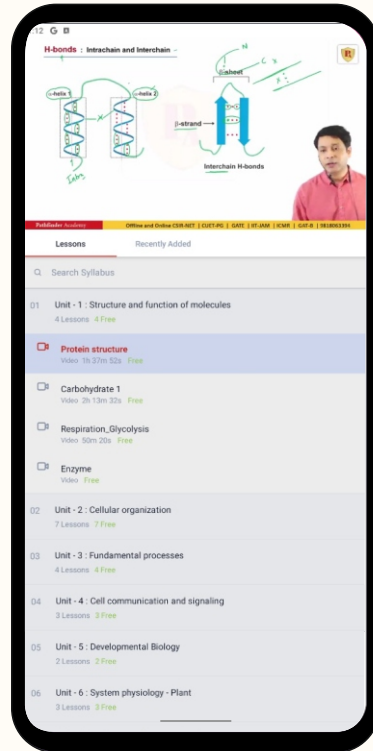 :12 G
H-bonds : Intrachain and Interchain -
N
C
β-sheet
α-helix 1
α-helix 2
β-strand
Intra
Interchain H-bonds
Pathfinder Academy
Offline and Online CSIR-NET | CUET-PG | GATE | IIT-JAM | ICMR | GAT-B | 9818063394
Lessons Recently Added
Search Syllabus
01 Unit - 1 : Structure and function of molecules
4 Lessons 4 Free
Protein structure
Video 1h 37m 52s Free
Carbohydrate 1
Video 2h 13m 32s Free
Respiration_Glycolysis
Video 50m 20s Free
Enzyme
Video Free
02 Unit - 2 : Cellular organization
7 Lessons 7 Free
03 Unit - 3 : Fundamental processes
4 Lessons 4 Free
04 Unit - 4 : Cell communication and signaling
3 Lessons 3 Free
05 Unit - 5 : Developmental Biology
2 Lessons 2 Free
06 Unit - 6 : System physiology - Plant
3 Lessons 3 Free